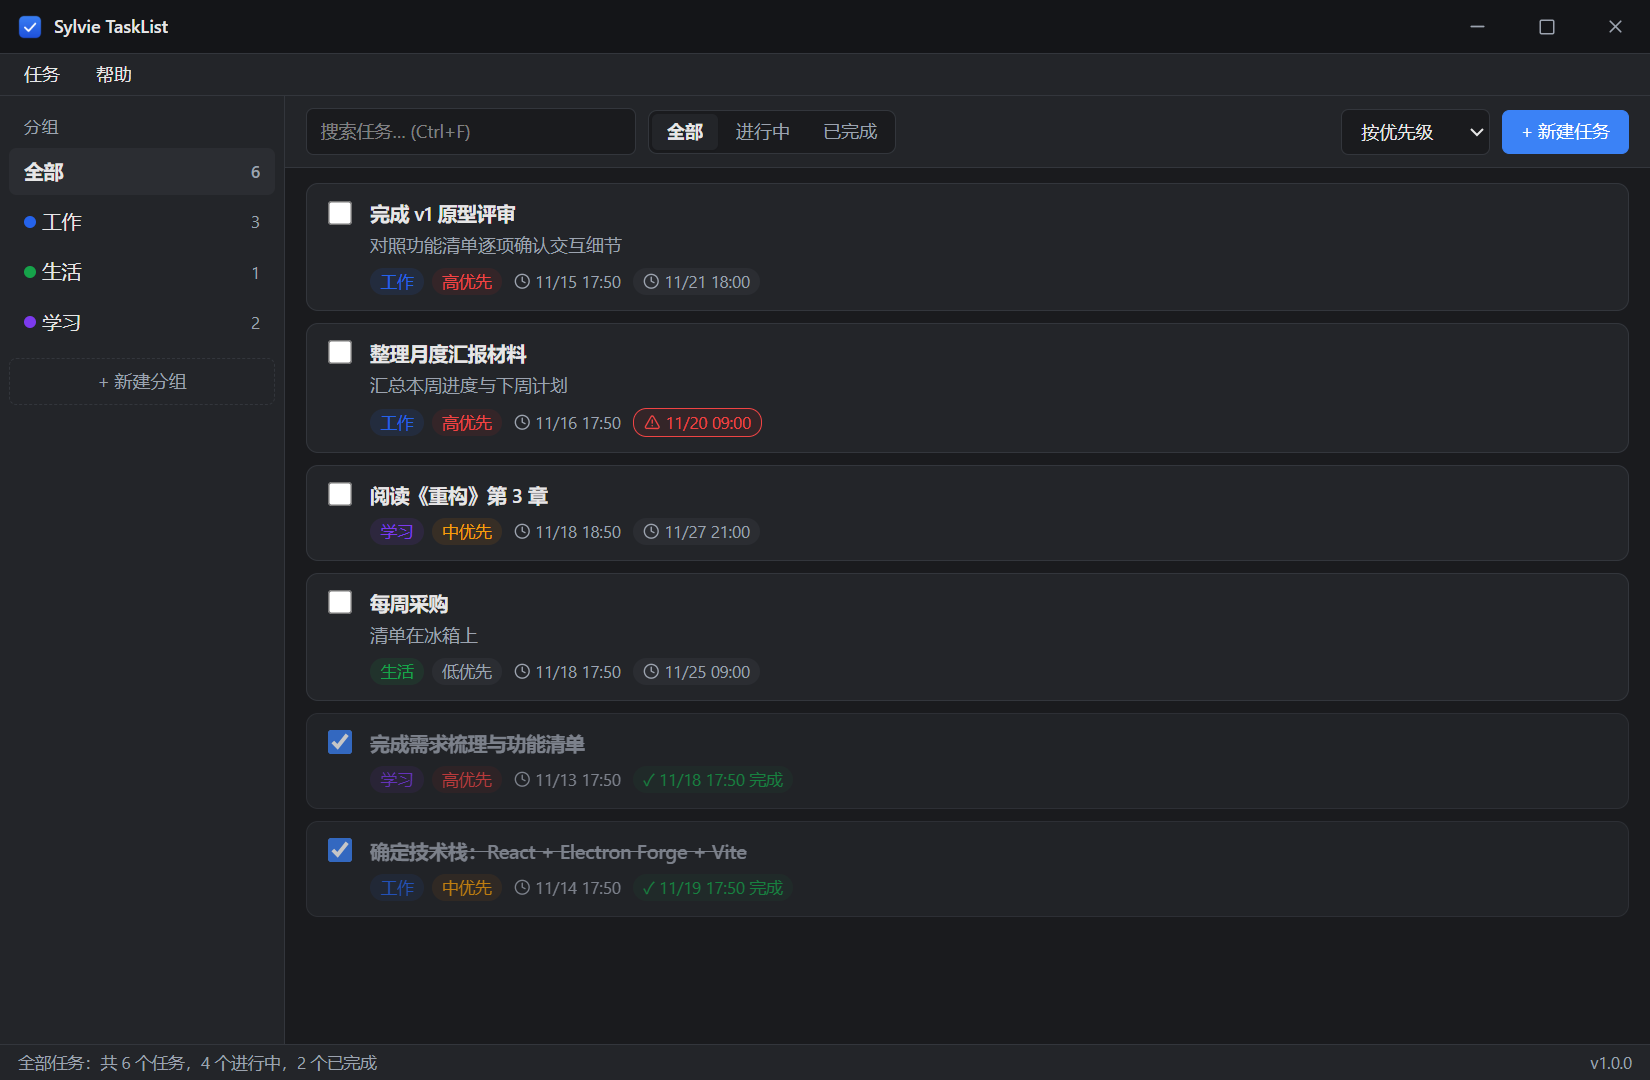 Sylvie TaskList
任务 帮助
分组
全部 6
工作 3
生活 1
学习 2
+ 新建分组
搜索任务... (Ctrl+F)
全部 进行中 已完成
按优先级
+ 新建任务
完成 v1 原型评审
对照功能清单逐项确认交互细节
工作 高优先 11/15 17:50 11/21 18:00
整理月度汇报材料
汇总本周进度与下周计划
工作 高优先 11/16 17:50 11/20 09:00
阅读《重构》第 3 章
学习 中优先 11/18 18:50 11/27 21:00
每周采购
清单在冰箱上
生活 低优先 11/18 17:50 11/25 09:00
完成需求梳理与功能清单
学习 高优先 11/13 17:50 ✓ 11/18 17:50 完成
确定技术栈：React + Electron Forge + Vite
工作 中优先 11/14 17:50 ✓ 11/19 17:50 完成
全部任务：共 6 个任务，4 个进行中，2 个已完成
v1.0.0